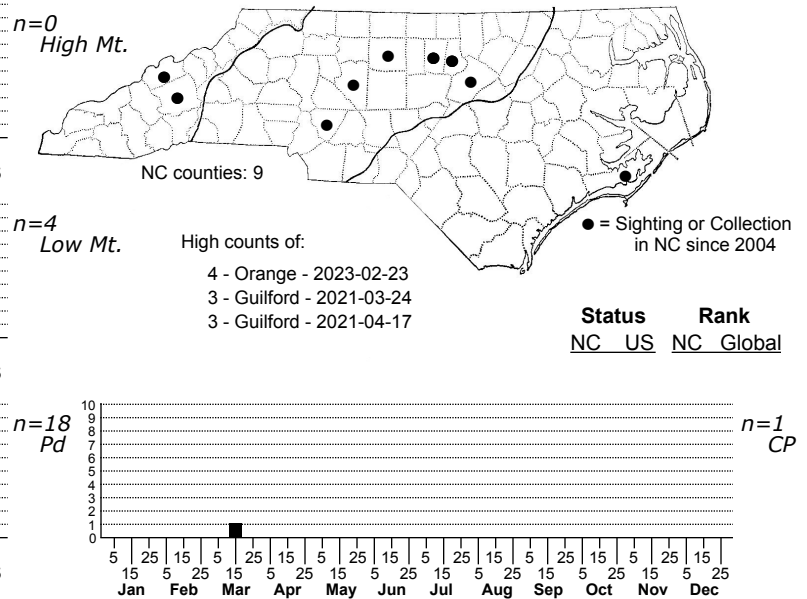 n=0
High Mt.
NC counties: 9
n=4
Low Mt.
High counts of:
4 - Orange - 2023-02-23
3 - Guilford - 2021-03-24
3 - Guilford - 2021-04-17
● = Sighting or Collection
in NC since 2004
Status Rank
NC US NC Global
n=18
Pd
10
9
8
7
6
5
4
3
2
1
0
n=1
CP
5 25 5 25 5 25 5 25 5 25 5 25 5 25 5 25 5 25 5 25 5 25 5 25
15 15 15 15 15 15 15 15 15 15 15 15
Jan Feb Mar Apr May Jun Jul Aug Sep Oct Nov Dec